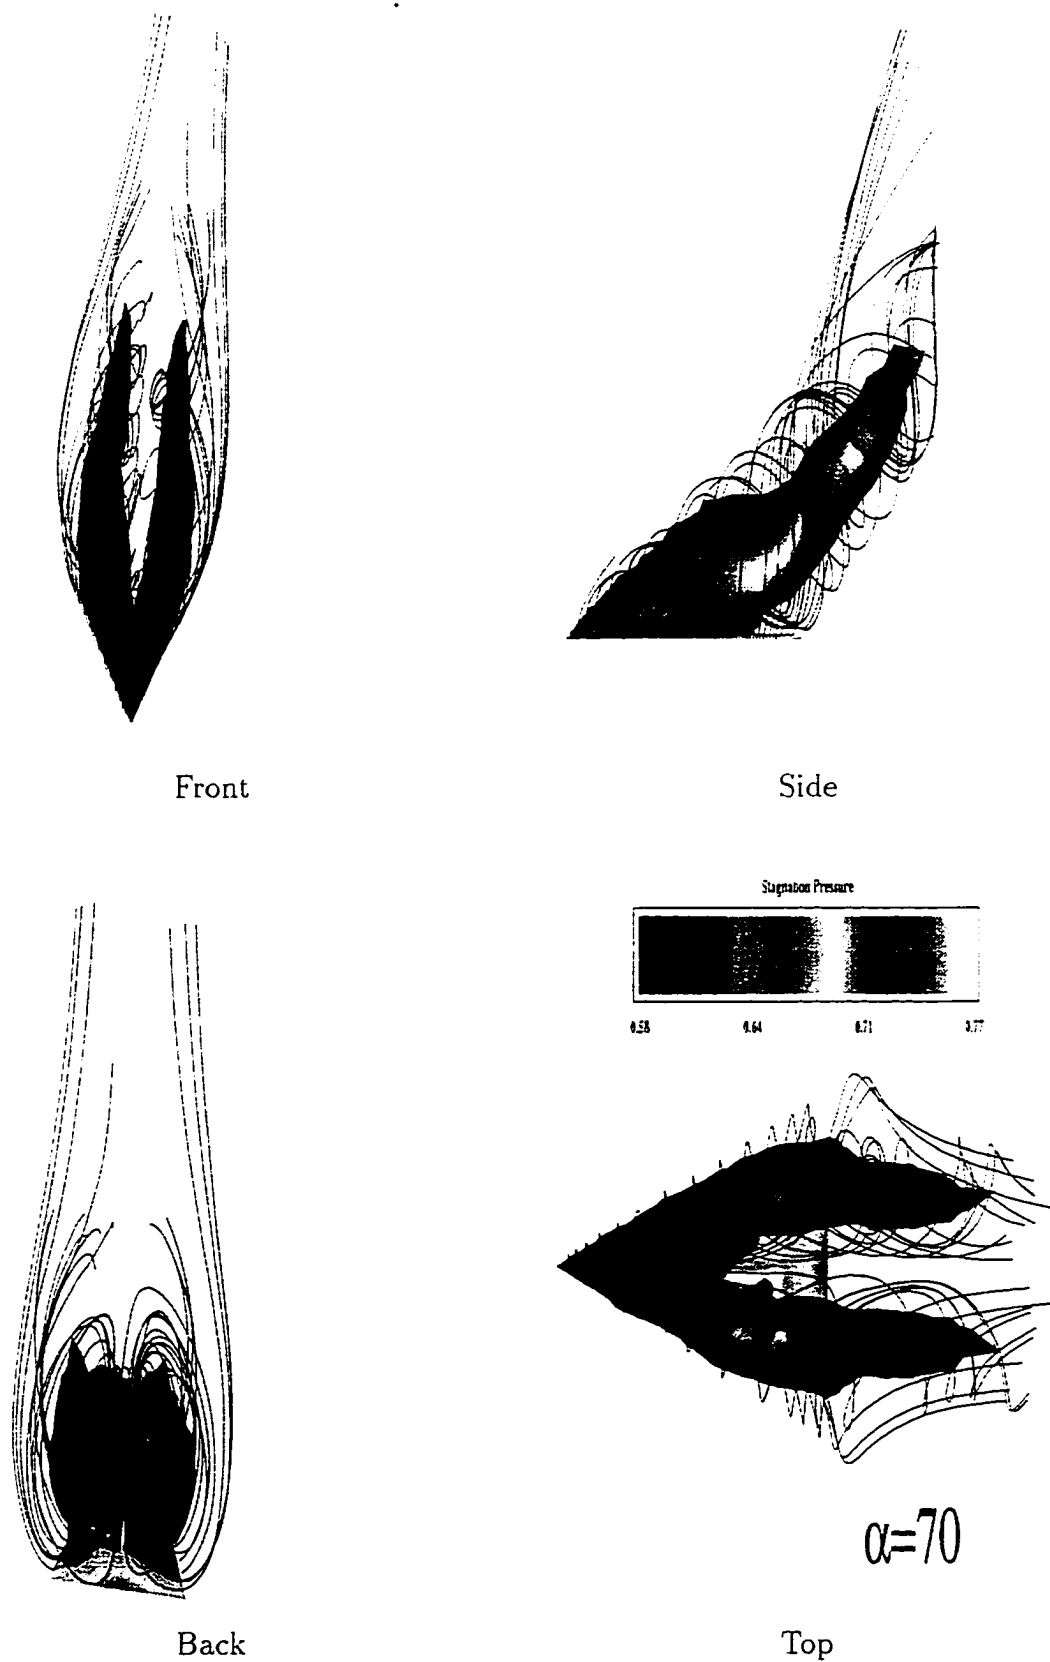 Front
Side
Stagnation Pressure
0.58 0.64 0.71 0.77
α=70
Back
Top